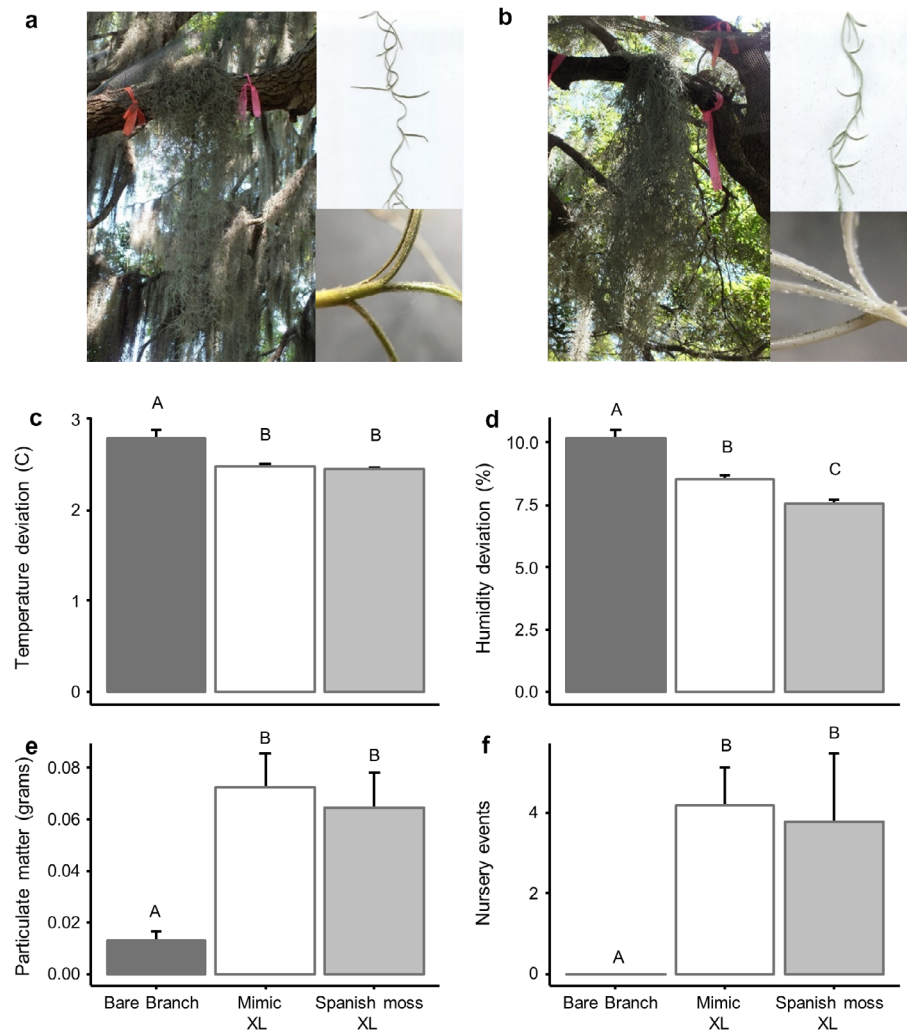 a
b
c
Temperature deviation (C)
3
2
1
0
A
B
B
d
Humidity deviation (%)
10.0
7.5
5.0
2.5
0.0
A
B
C
e
Particulate matter (grams)
0.08
0.06
0.04
0.02
0.00
A
B
B
Bare Branch
Mimic
XL
Spanish moss
XL
f
Nursery events
4
2
0
A
B
B
Bare Branch
Mimic
XL
Spanish moss
XL